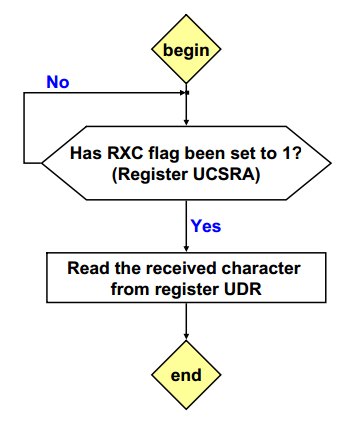 begin
No
Has RXC flag been set to 1?
(Register UCSRA)
Yes
Read the received character
from register UDR
end